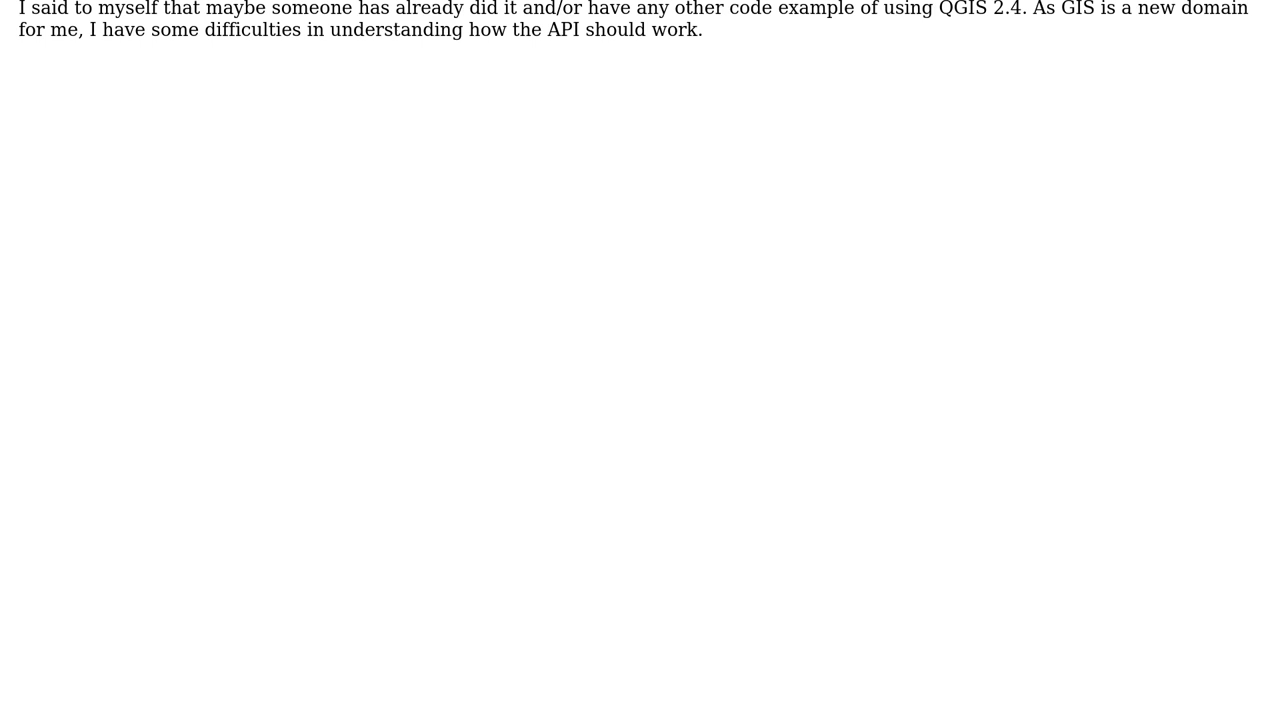 I said to myself that maybe someone has already did it and/or have any other code example of using QGIS 2.4. As GIS is a new domain
for me, I have some difficulties in understanding how the API should work.